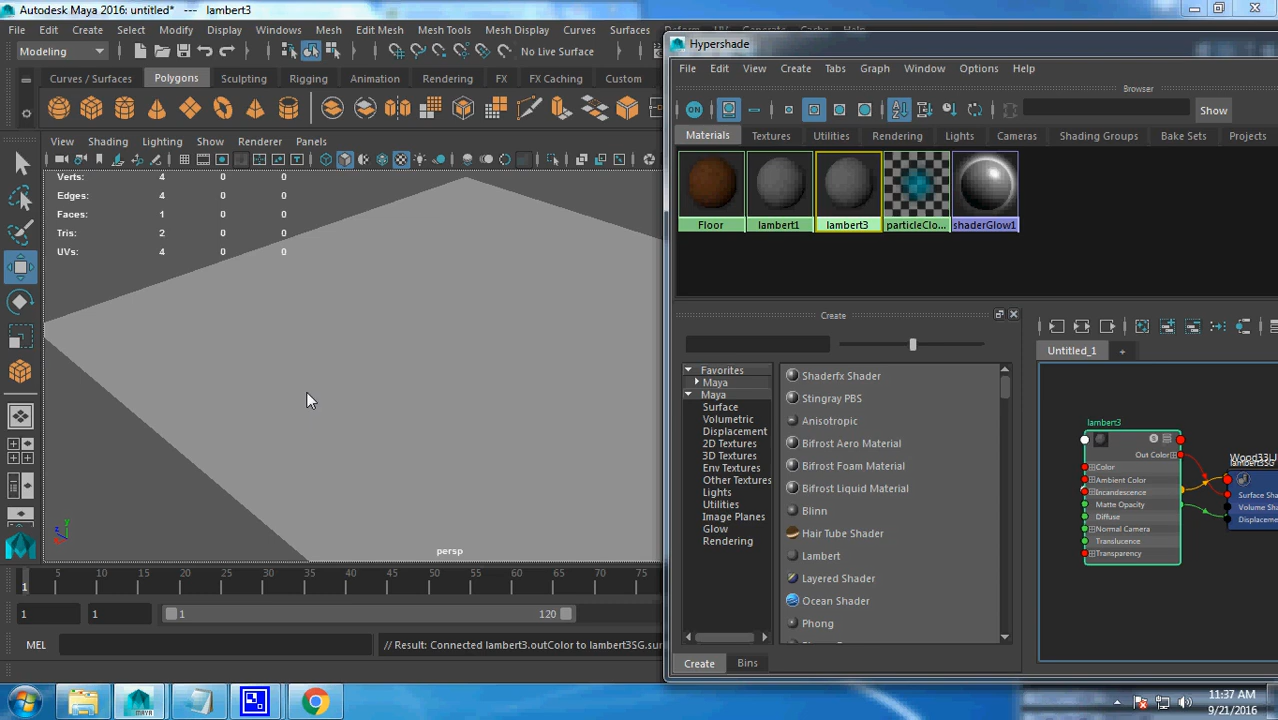 Autodesk Maya 2016: untitled* --- lambert3
File Edit Create Select Modify Display Windows Mesh Edit Mesh Mesh Tools Mesh Display Curves Surfaces
Modeling
No Live Surface
Curves / Surfaces Polygons Sculpting Rigging Animation Rendering FX FX Caching Custom
View Shading Lighting Show Renderer Panels
Verts: 4 0 0
Edges: 4 0 0
Faces: 1 0 0
Tris: 2 0 0
UVs: 4 0 0
persp
1 5 10 15 20 25 30 35 40 45 50 55 60 65 70 75
1 1 1 120
MEL // Result: Connected lambert3.outColor to lambert3SG.sur
Hypershade
File Edit View Create Tabs Graph Window Options Help
Browser
ON
Show
Materials Textures Utilities Rendering Lights Cameras Shading Groups Bake Sets Projects
Floor lambert1 lambert3 particleClo... shaderGlow1
Create
Favorites
Maya
Maya
Surface
Volumetric
Displacement
2D Textures
3D Textures
Env Textures
Other Textures
Lights
Utilities
Image Planes
Glow
Rendering
Shaderfx Shader
Stingray PBS
Anisotropic
Bifrost Aero Material
Bifrost Foam Material
Bifrost Liquid Material
Blinn
Hair Tube Shader
Lambert
Layered Shader
Ocean Shader
Phong
Create Bins
Untitled_1 +
lambert3
Out Color
Color
Ambient Color
Incandescence
Matte Opacity
Diffuse
Normal Camera
Translucence
Transparency
lambert3SG
Surface Sha
Volume Sha
Displaceme
11:37 AM
9/21/2016